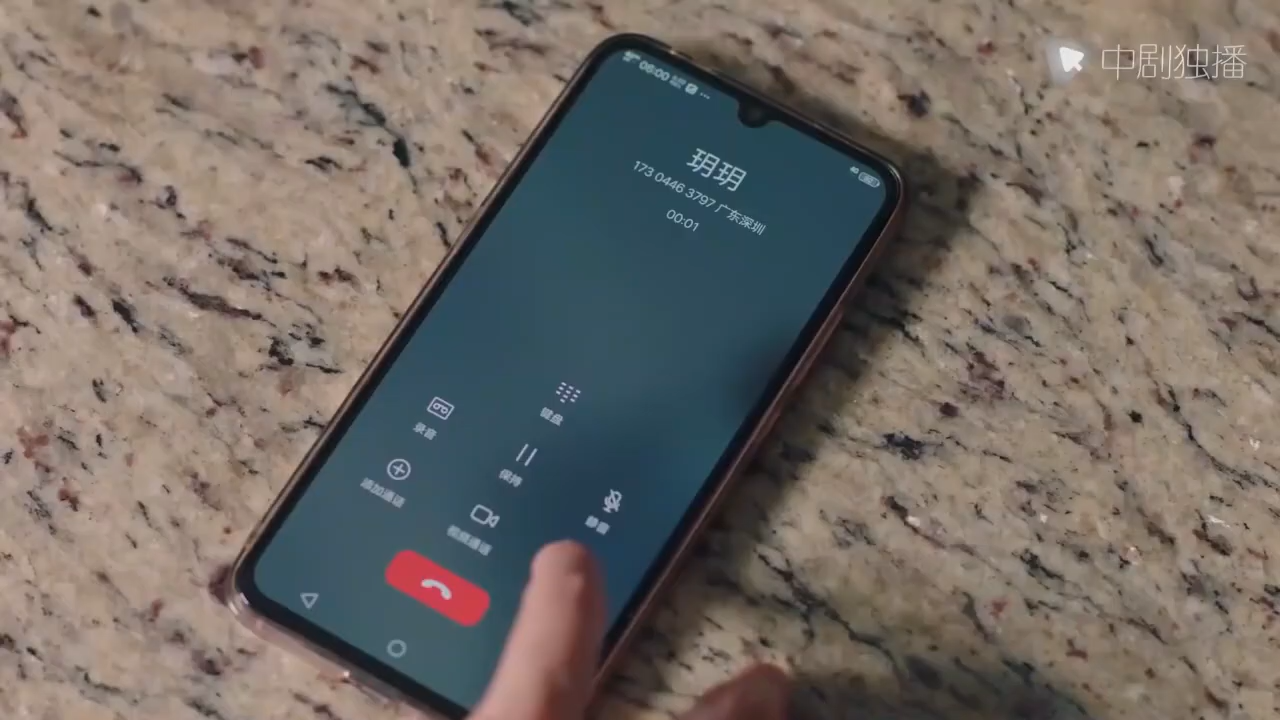 中剧独播
06:00
玥玥
173 0446 3797 广东深圳
00:01
键盘
录音
保持
静音
添加通话
视频通话